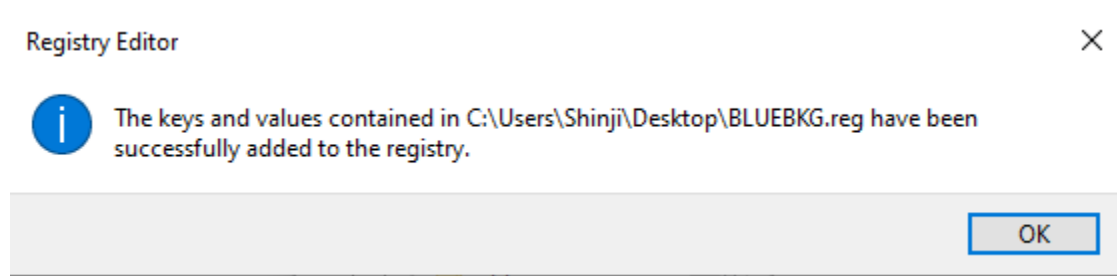 Registry Editor
The keys and values contained in C:\Users\Shinji\Desktop\BLUEBKG.reg have been
successfully added to the registry.
OK